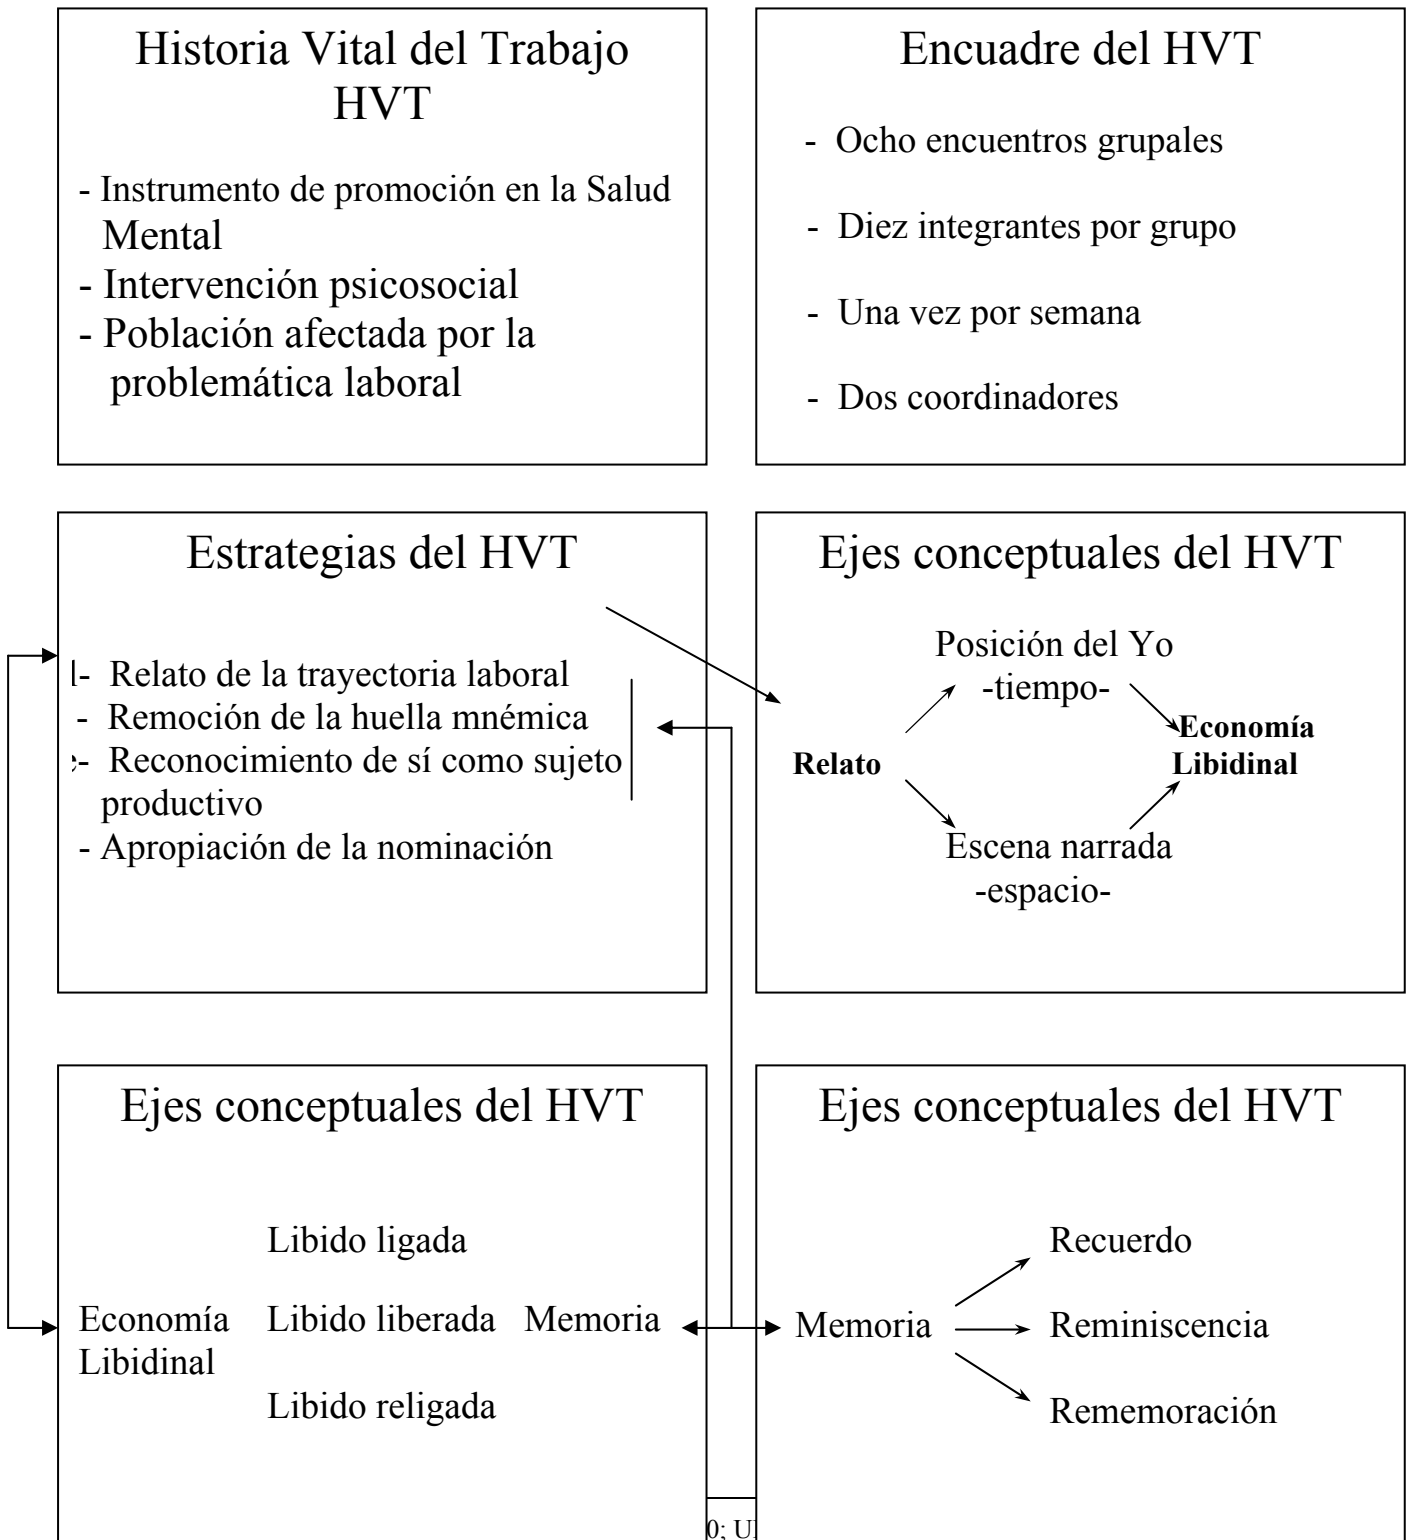 Historia Vital del Trabajo
HVT
- Instrumento de promoción en la Salud
Mental
- Intervención psicosocial
- Población afectada por la
problemática laboral
Encuadre del HVT
- Ocho encuentros grupales
- Diez integrantes por grupo
- Una vez por semana
- Dos coordinadores
Estrategias del HVT
- Relato de la trayectoria laboral
- Remoción de la huella mnémica
- Reconocimiento de sí como sujeto
productivo
- Apropiación de la nominación
Ejes conceptuales del HVT
Posición del Yo
-tiempo-
Economía
Relato Libidinal
Escena narrada
-espacio-
Ejes conceptuales del HVT
Libido ligada
Economía Libido liberada Memoria
Libidinal
Libido religada
Ejes conceptuales del HVT
Recuerdo
Memoria Reminiscencia
Rememoración